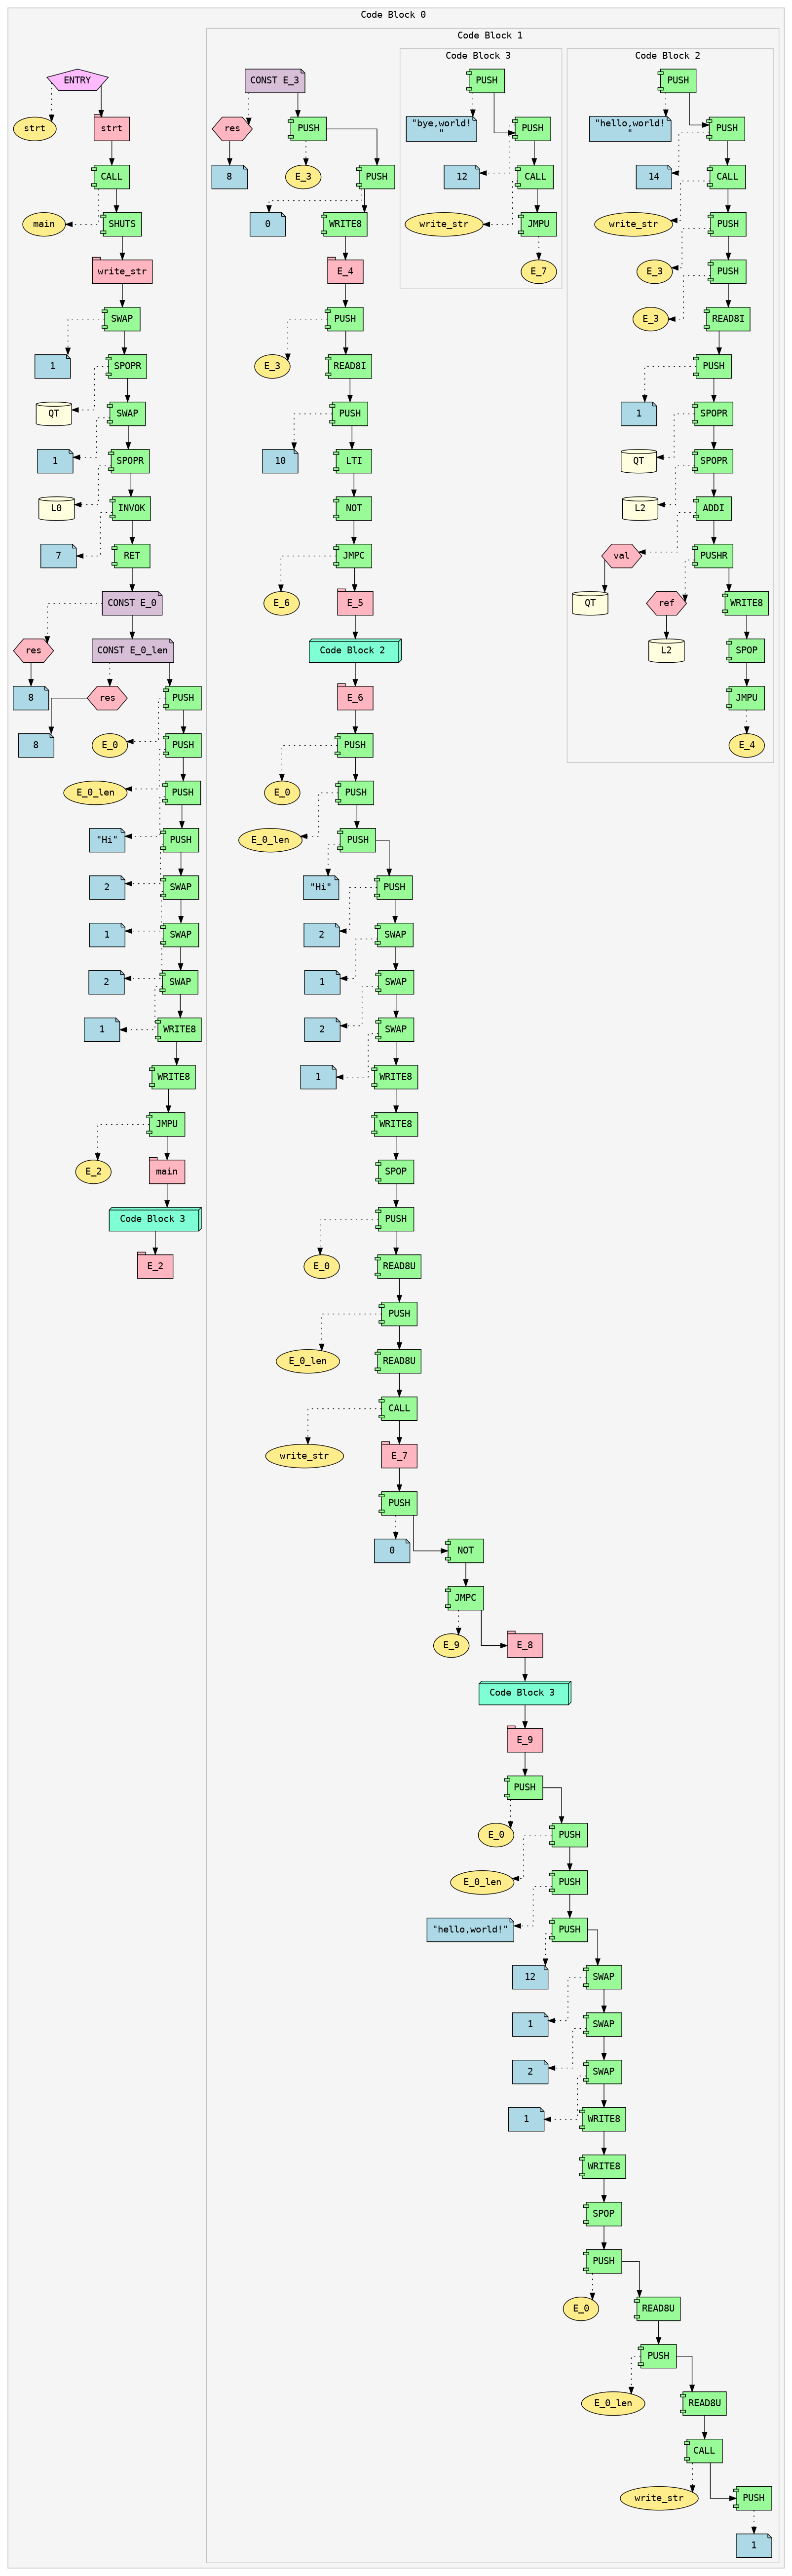 Code Block 0
ENTRY
strt
strt
CALL
main
SHUTS
write_str
SWAP
1
SPOPR
QT
SWAP
1
SPOPR
L0
INVOK
7
RET
CONST E_0
res
CONST E_0_len
8
res
PUSH
8
E_0
PUSH
E_0_len
PUSH
"Hi"
PUSH
2
SWAP
1
SWAP
2
SWAP
1
WRITE8
WRITE8
JMPU
E_2
main
Code Block 3
E_2
Code Block 1
CONST E_3
res
PUSH
8
E_3
PUSH
0
WRITE8
E_4
PUSH
E_3
READ8I
PUSH
10
LTI
NOT
JMPC
E_6
E_5
Code Block 2
E_6
PUSH
E_0
PUSH
E_0_len
PUSH
"Hi"
PUSH
2
SWAP
1
SWAP
2
SWAP
1
WRITE8
WRITE8
SPOP
PUSH
E_0
READ8U
PUSH
E_0_len
READ8U
CALL
write_str
E_7
PUSH
0
NOT
JMPC
E_9
E_8
Code Block 3
E_9
PUSH
E_0
PUSH
E_0_len
PUSH
"hello,world!"
PUSH
12
SWAP
1
SWAP
2
SWAP
1
WRITE8
WRITE8
SPOP
PUSH
E_0
READ8U
PUSH
E_0_len
READ8U
CALL
write_str
PUSH
1
Code Block 3
PUSH
"bye,world!
"
PUSH
12
CALL
write_str
JMPU
E_7
Code Block 2
PUSH
"hello,world!
"
PUSH
14
CALL
write_str
PUSH
E_3
PUSH
E_3
READ8I
PUSH
1
SPOPR
QT
SPOPR
L2
ADDI
val
PUSHR
QT
ref
WRITE8
L2
SPOP
JMPU
E_4